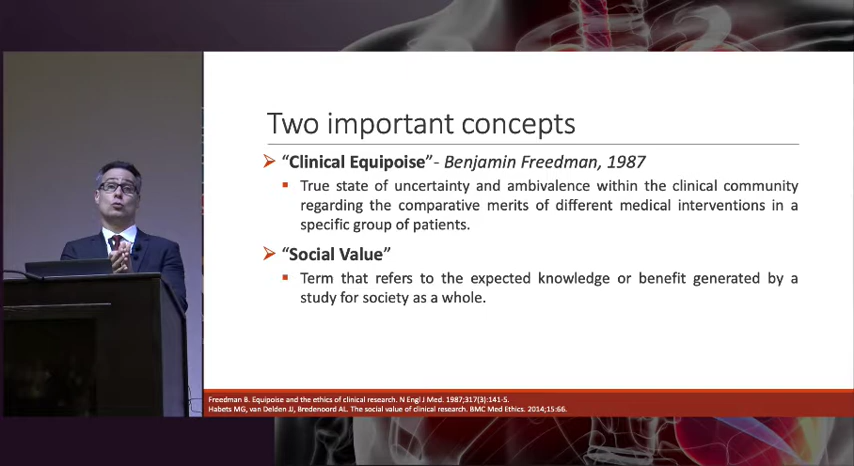 Two important concepts
➢ “Clinical Equipoise”- Benjamin Freedman, 1987
▪ True state of uncertainty and ambivalence within the clinical community
regarding the comparative merits of different medical interventions in a
specific group of patients.
➢ “Social Value”
▪ Term that refers to the expected knowledge or benefit generated by a
study for society as a whole.
Freedman B. Equipoise and the ethics of clinical research. N Engl J Med. 1987;317(3):141-5.
Habets MG, van Delden JJ, Bredenoord AL. The social value of clinical research. BMC Med Ethics. 2014;15:66.